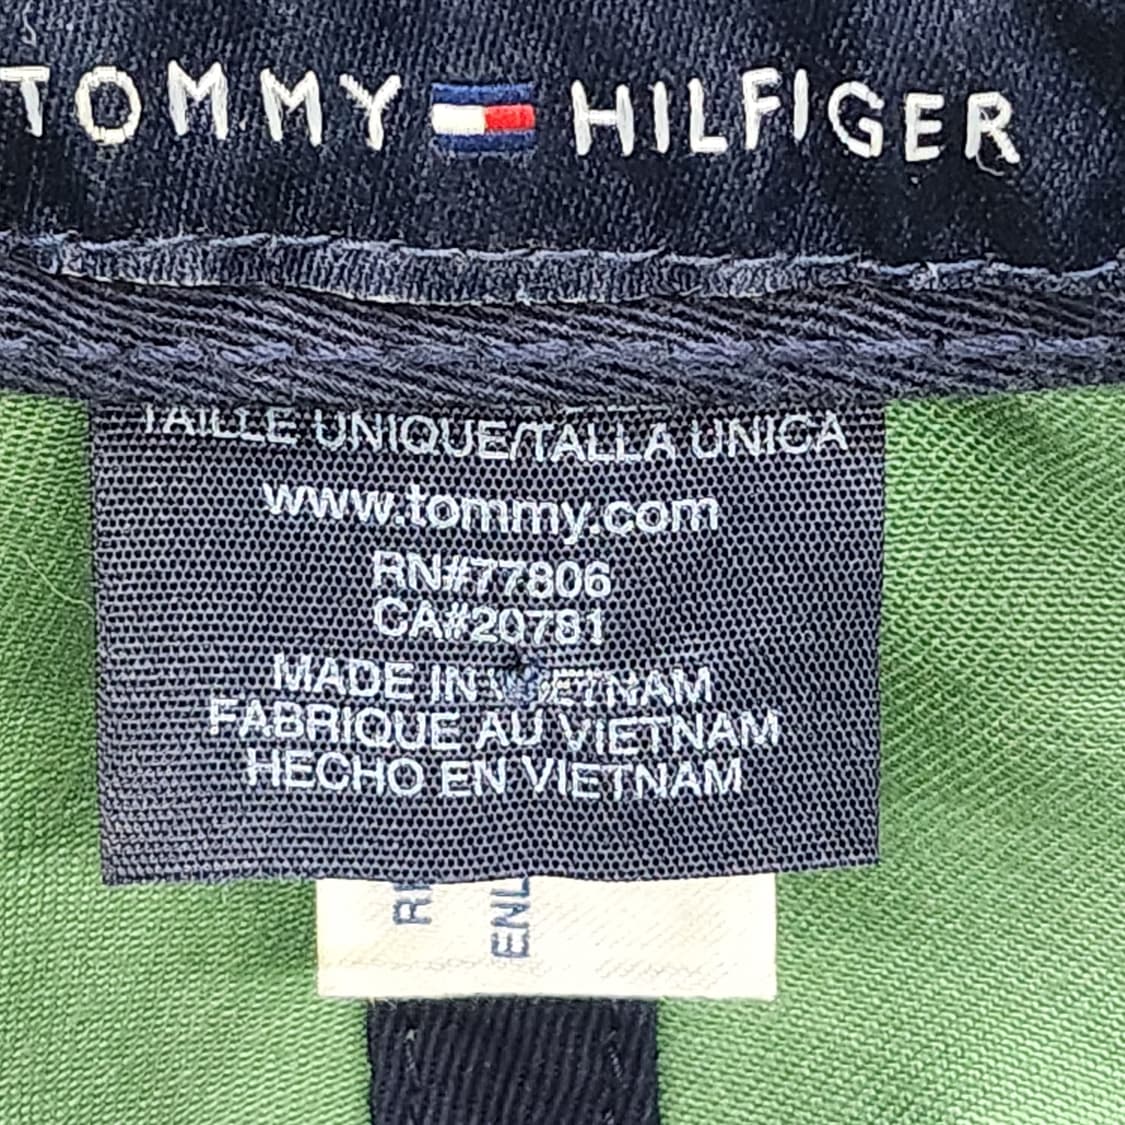 TOMMY HILFIGER
TAILLE UNIQUE/TALLA UNICA
www.tommy.com
RN#77806
CA#20781
MADE IN VIETNAM
FABRIQUE AU VIETNAM
HECHO EN VIETNAM